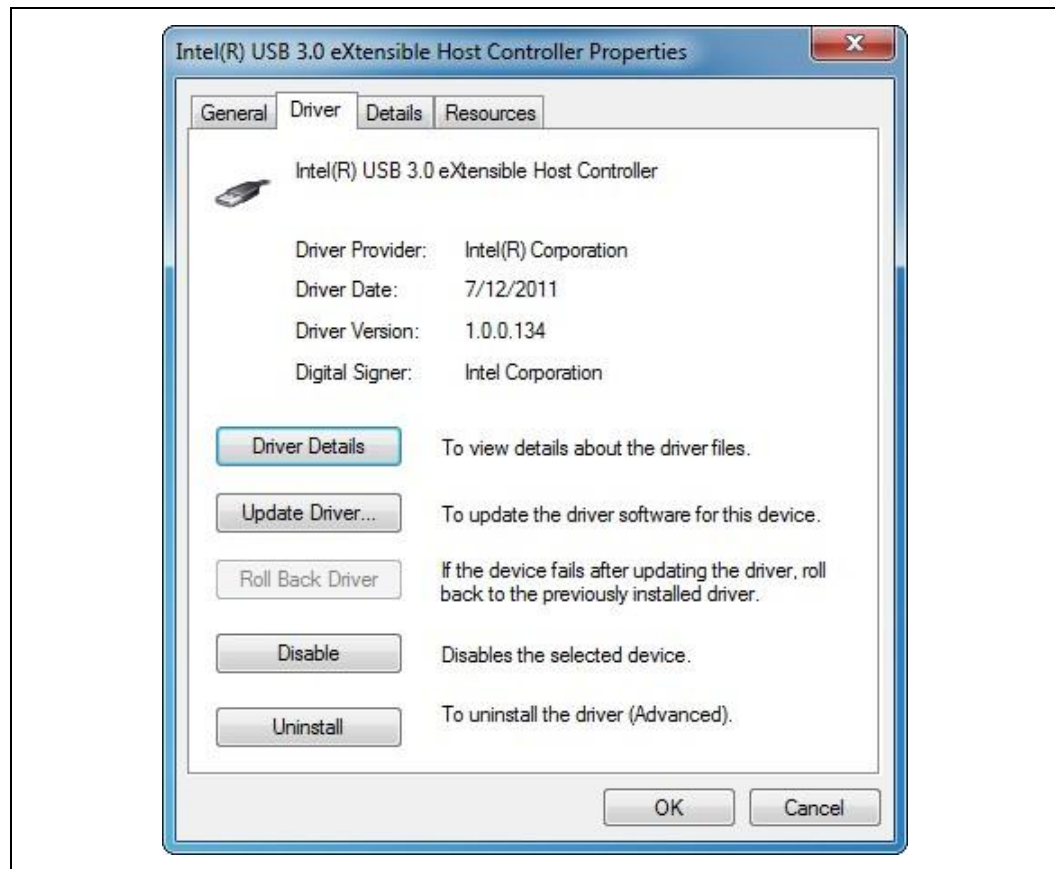 Intel(R) USB 3.0 eXtensible Host Controller Properties
General Driver Details Resources
Intel(R) USB 3.0 eXtensible Host Controller
Driver Provider: Intel(R) Corporation
Driver Date: 7/12/2011
Driver Version: 1.0.0.134
Digital Signer: Intel Corporation
Driver Details To view details about the driver files.
Update Driver... To update the driver software for this device.
Roll Back Driver If the device fails after updating the driver, roll
back to the previously installed driver.
Disable Disables the selected device.
Uninstall To uninstall the driver (Advanced).
OK Cancel